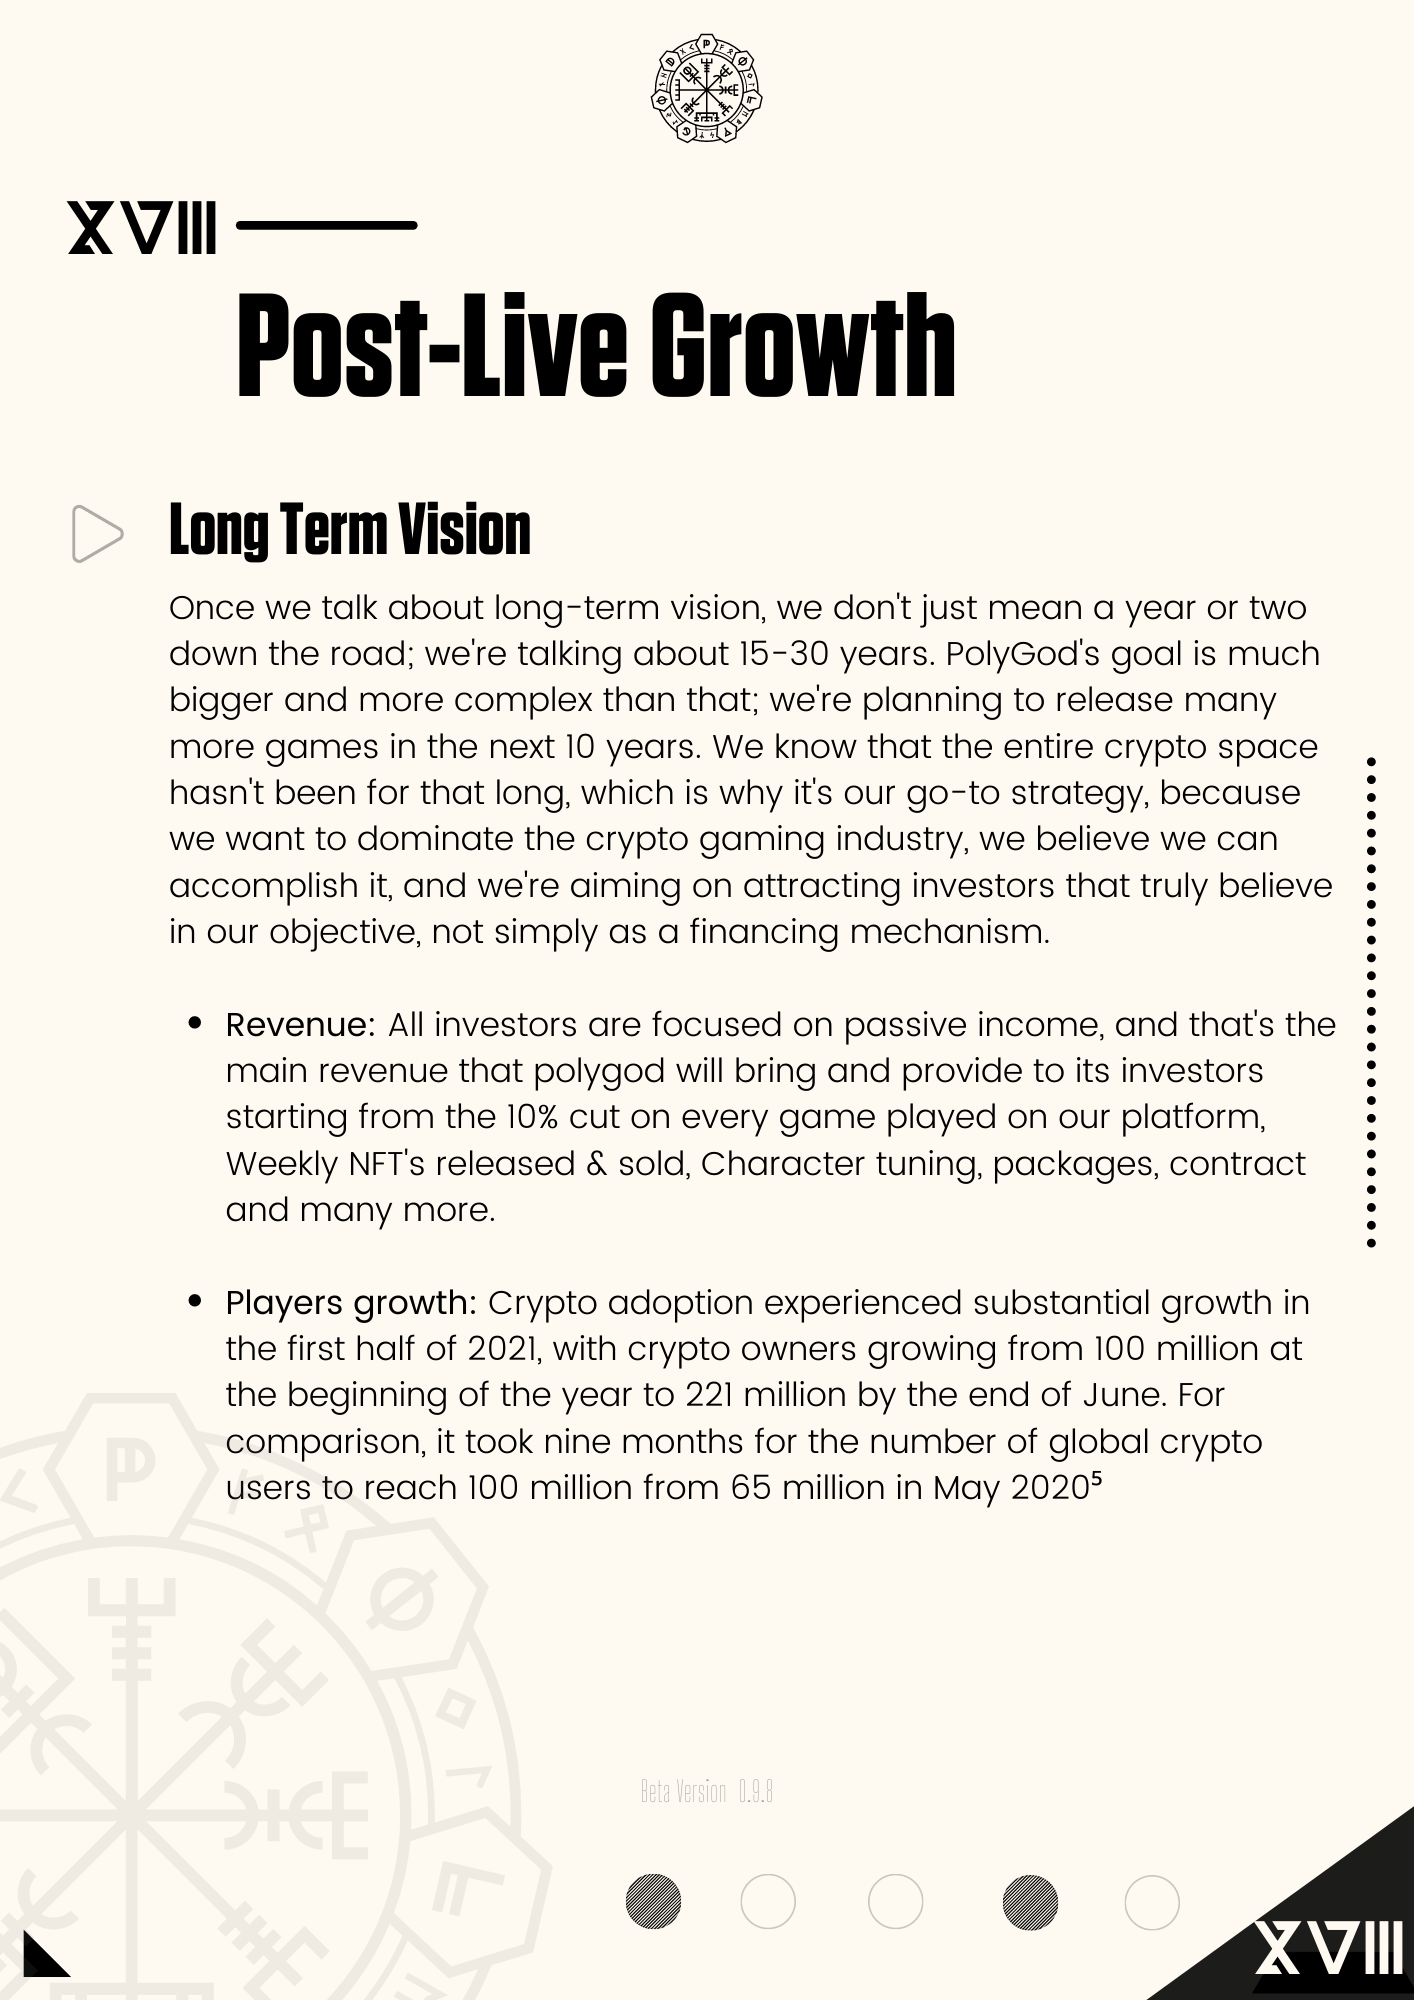 XVIII
Post-Live Growth
Long Term Vision
Once we talk about long-term vision, we don't just mean a year or two
down the road; we're talking about 15-30 years. PolyGod's goal is much
bigger and more complex than that; we're planning to release many
more games in the next 10 years. We know that the entire crypto space
hasn't been for that long, which is why it's our go-to strategy, because
we want to dominate the crypto gaming industry, we believe we can
accomplish it, and we're aiming on attracting investors that truly believe
in our objective, not simply as a financing mechanism.
• Revenue: All investors are focused on passive income, and that's the
main revenue that polygod will bring and provide to its investors
starting from the 10% cut on every game played on our platform,
Weekly NFT's released & sold, Character tuning, packages, contract
and many more.
• Players growth: Crypto adoption experienced substantial growth in
the first half of 2021, with crypto owners growing from 100 million at
the beginning of the year to 221 million by the end of June. For
comparison, it took nine months for the number of global crypto
users to reach 100 million from 65 million in May 2020⁵
Beta Version 0.9.8
XVIII